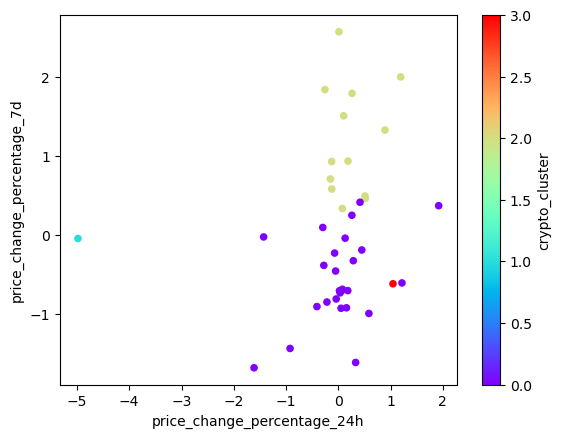 3.0
2.5
2.0
1.5
1.0
0.5
0.0
crypto_cluster
2
1
0
−1
price_change_percentage_7d
−5 −4 −3 −2 −1 0 1 2
price_change_percentage_24h